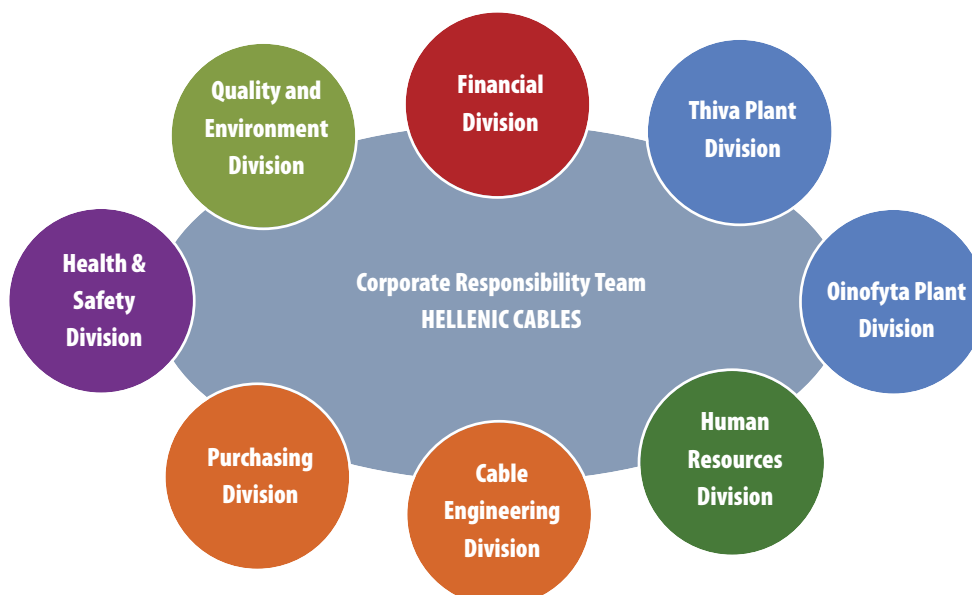 Financial
Division
Quality and
Environment
Division
Thiva Plant
Division
Health &
Safety
Division
Corporate Responsibility Team
HELLENIC CABLES
Oinofyta Plant
Division
Purchasing
Division
Cable
Engineering
Division
Human
Resources
Division